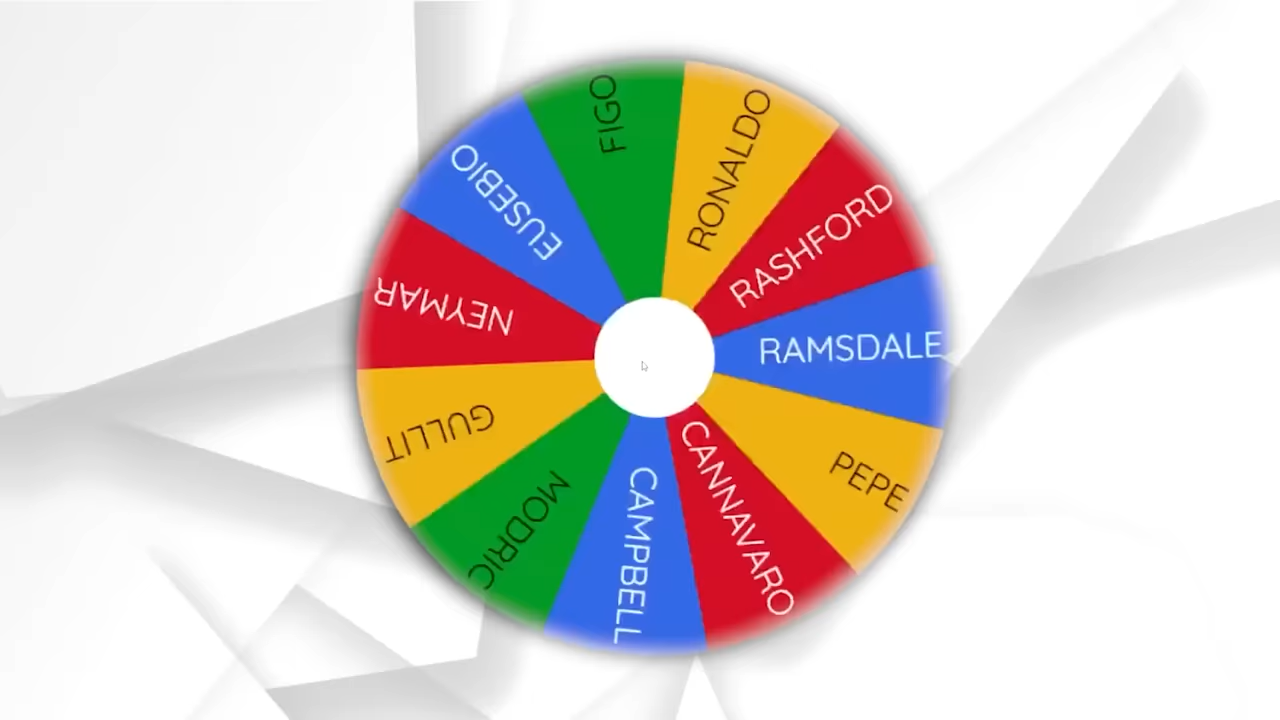 FIGO
RONALDO
RASHFORD
RAMSDALE
PEPE
CANNAVARO
CAMPBELL
MODRIC
GULLIT
NEYMAR
EUSEBIO